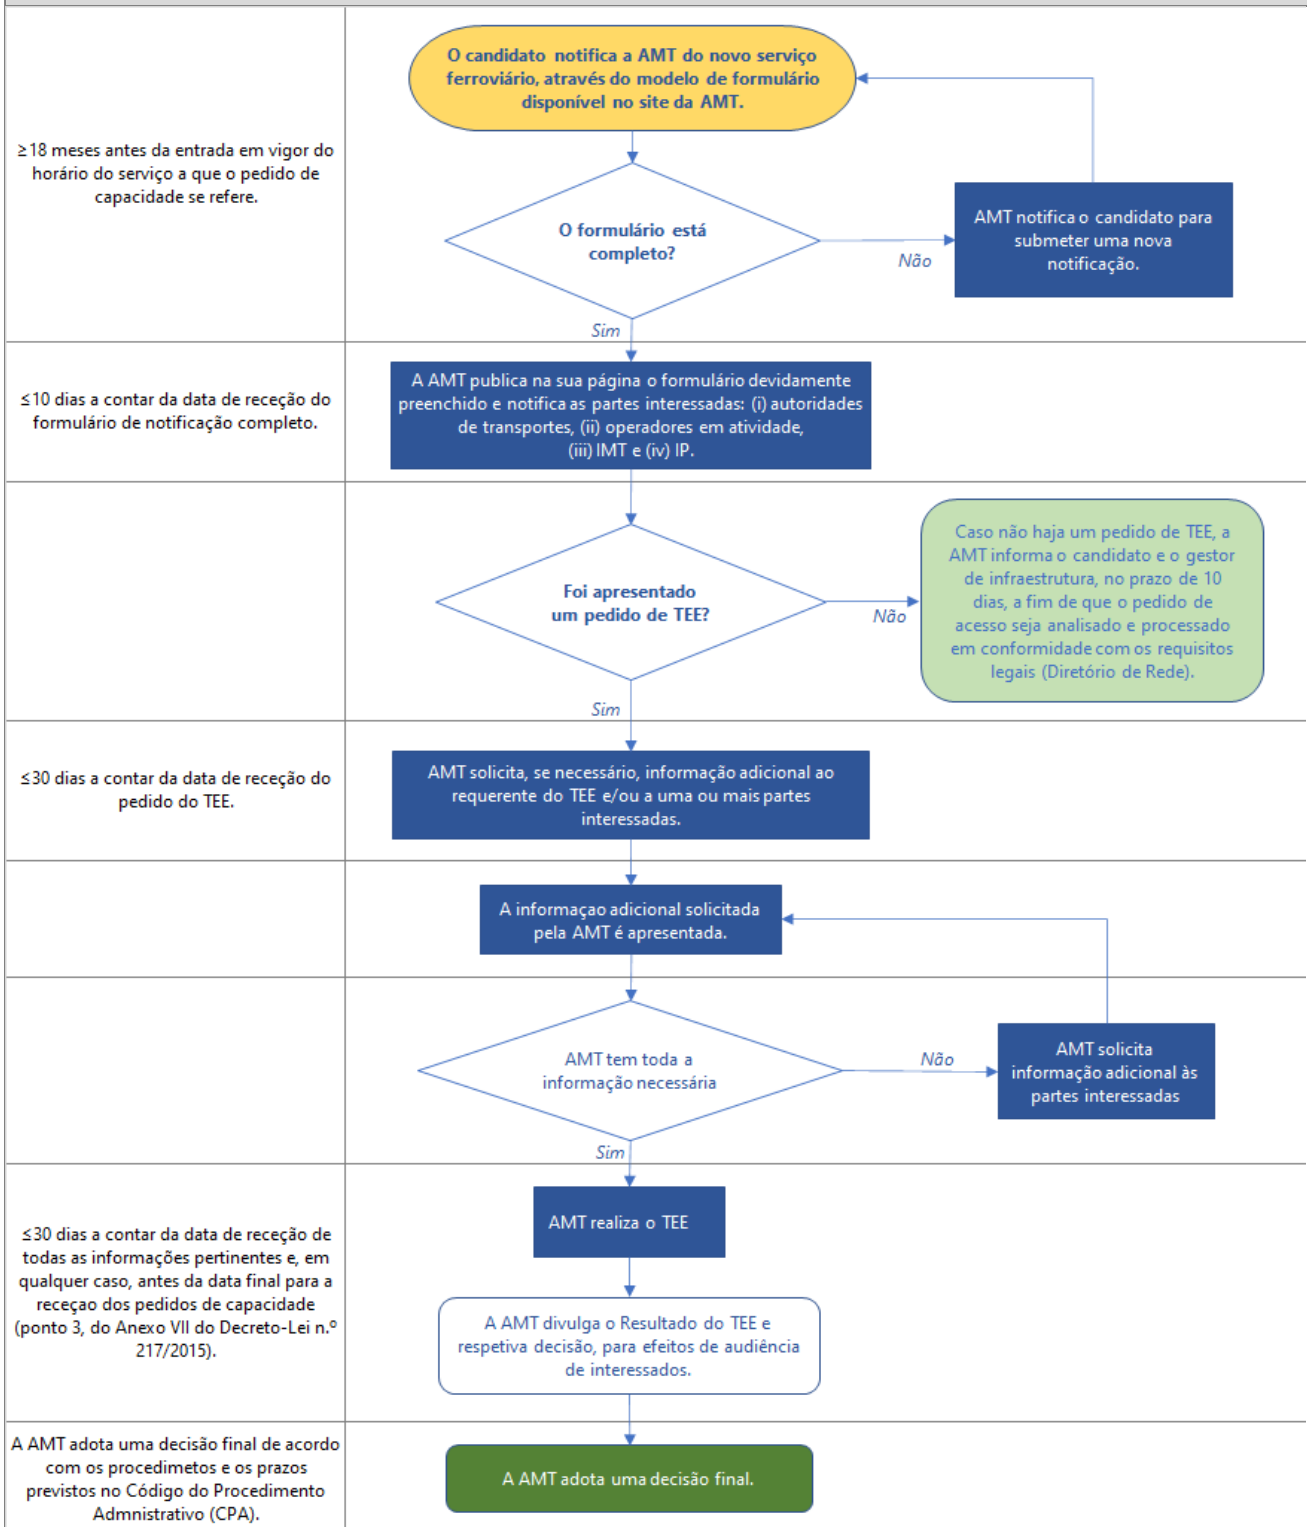 O candidato notifica a AMT do novo serviço
ferroviário, através do modelo de formulário
disponível no site da AMT.
≥18 meses antes da entrada em vigor do
horário do serviço a que o pedido de
capacidade se refere.
O formulário está
completo?
Não
AMT notifica o candidato para
submeter uma nova
notificação.
Sim
≤10 dias a contar da data de receção do
formulário de notificação completo.
A AMT publica na sua página o formulário devidamente
preenchido e notifica as partes interessadas: (i) autoridades
de transportes, (ii) operadores em atividade,
(iii) IMT e (iv) IP.
Foi apresentado
um pedido de TEE?
Não
Caso não haja um pedido de TEE, a
AMT informa o candidato e o gestor
de infraestrutura, no prazo de 10
dias, a fim de que o pedido de
acesso seja analisado e processado
em conformidade com os requisitos
legais (Diretório de Rede).
Sim
≤30 dias a contar da data de receção do
pedido do TEE.
AMT solicita, se necessário, informação adicional ao
requerente do TEE e/ou a uma ou mais partes
interessadas.
A informaçao adicional solicitada
pela AMT é apresentada.
AMT tem toda a
informação necessária
Não
AMT solicita
informação adicional às
partes interessadas
Sim
≤30 dias a contar da data de receção de
todas as informações pertinentes e, em
qualquer caso, antes da data final para a
receçao dos pedidos de capacidade
(ponto 3, do Anexo VII do Decreto-Lei n.º
217/2015).
AMT realiza o TEE
A AMT divulga o Resultado do TEE e
respetiva decisão, para efeitos de audiência
de interessados.
A AMT adota uma decisão final de acordo
com os procedimetos e os prazos
previstos no Código do Procedimento
Admnistrativo (CPA).
A AMT adota uma decisão final.